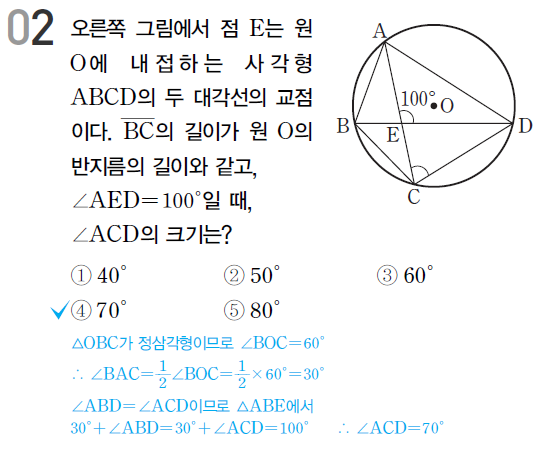 02 오른쪽 그림에서 점 E는 원
O에 내접하는 사각형
ABCD의 두 대각선의 교점
이다. B̅C̅의 길이가 원 O의
반지름의 길이와 같고,
∠AED=100°일 때,
∠ACD의 크기는?
A
100°
O
B
E
D
C
① 40° ② 50° ③ 60°
④ 70° ⑤ 80°
△OBC가 정삼각형이므로 ∠BOC=60°
∴ ∠BAC=1/2∠BOC=1/2×60°=30°
∠ABD=∠ACD이므로 △ABE에서
30°+∠ABD=30°+∠ACD=100° ∴ ∠ACD=70°